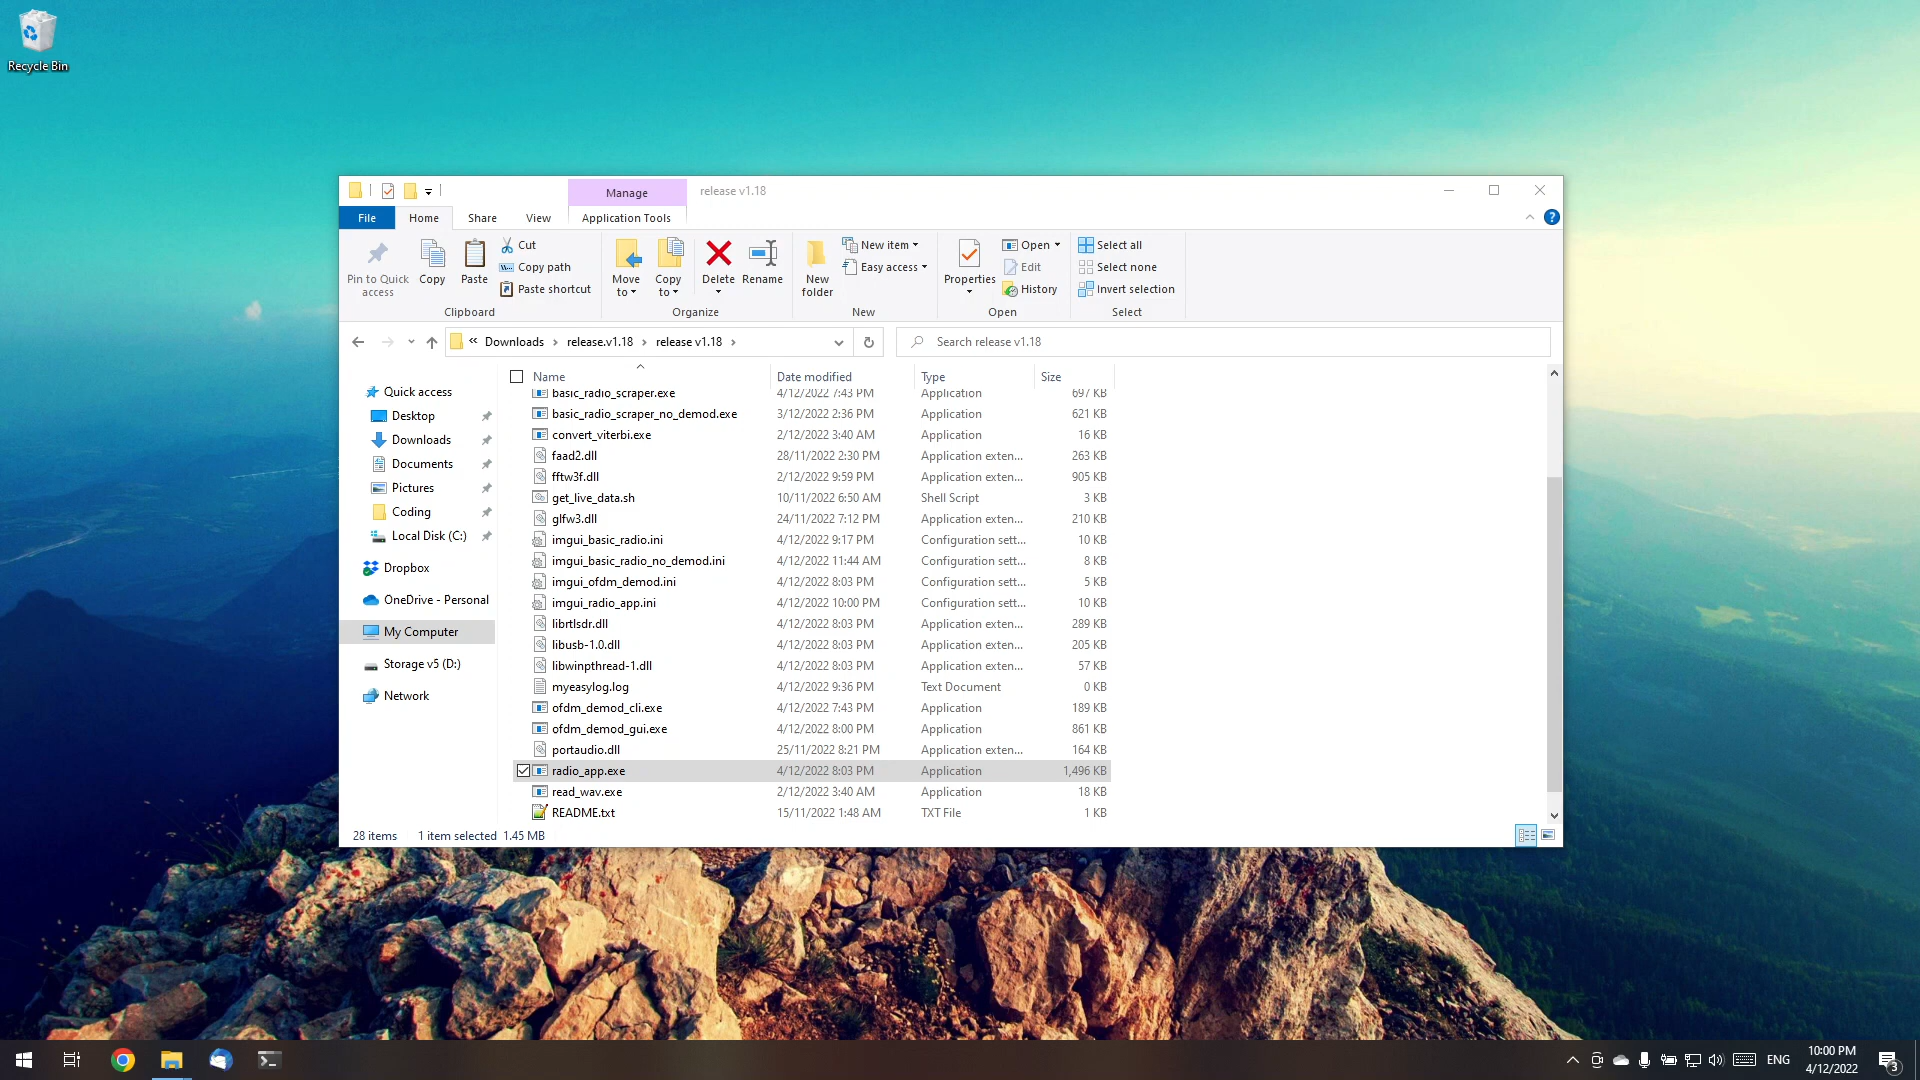 Recycle Bin
Manage
release v1.18
File
Home
Share
View
Application Tools
Pin to Quick access
Copy
Paste
Cut
Copy path
Paste shortcut
Clipboard
Move to
Copy to
Delete
Rename
Organize
New folder
New item
Easy access
New
Properties
Open
Edit
History
Open
Select all
Select none
Invert selection
Select
« Downloads > release.v1.18 > release v1.18 >
Search release v1.18
Quick access
Desktop
Downloads
Documents
Pictures
Coding
Local Disk (C:)
Dropbox
OneDrive - Personal
My Computer
Storage v5 (D:)
Network
Name Date modified Type Size
basic_radio_scraper.exe 4/12/2022 7:43 PM Application 697 KB
basic_radio_scraper_no_demod.exe 3/12/2022 2:36 PM Application 621 KB
convert_viterbi.exe 2/12/2022 3:40 AM Application 16 KB
faad2.dll 28/11/2022 2:30 PM Application exten... 263 KB
fftw3f.dll 2/12/2022 9:59 PM Application exten... 905 KB
get_live_data.sh 10/11/2022 6:50 AM Shell Script 3 KB
glfw3.dll 24/11/2022 7:12 PM Application exten... 210 KB
imgui_basic_radio.ini 4/12/2022 9:17 PM Configuration sett... 10 KB
imgui_basic_radio_no_demod.ini 4/12/2022 11:44 AM Configuration sett... 8 KB
imgui_ofdm_demod.ini 4/12/2022 8:03 PM Configuration sett... 5 KB
imgui_radio_app.ini 4/12/2022 10:00 PM Configuration sett... 10 KB
librtlsdr.dll 4/12/2022 8:03 PM Application exten... 289 KB
libusb-1.0.dll 4/12/2022 8:03 PM Application exten... 205 KB
libwinpthread-1.dll 4/12/2022 8:03 PM Application exten... 57 KB
myeasylog.log 4/12/2022 9:36 PM Text Document 0 KB
ofdm_demod_cli.exe 4/12/2022 7:43 PM Application 189 KB
ofdm_demod_gui.exe 4/12/2022 8:00 PM Application 861 KB
portaudio.dll 25/11/2022 8:21 PM Application exten... 164 KB
radio_app.exe 4/12/2022 8:03 PM Application 1,496 KB
read_wav.exe 2/12/2022 3:40 AM Application 18 KB
README.txt 15/11/2022 1:48 AM TXT File 1 KB
28 items 1 item selected 1.45 MB
ENG
10:00 PM
4/12/2022
3